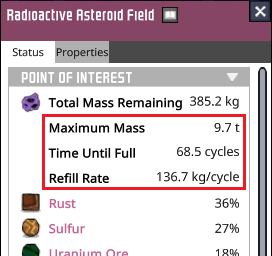 Radioactive Asteroid Field
Status Properties
POINT OF INTEREST
Total Mass Remaining 385.2 kg
Maximum Mass 9.7 t
Time Until Full 68.5 cycles
Refill Rate 136.7 kg/cycle
Rust 36%
Sulfur 27%
Uranium Ore 18%